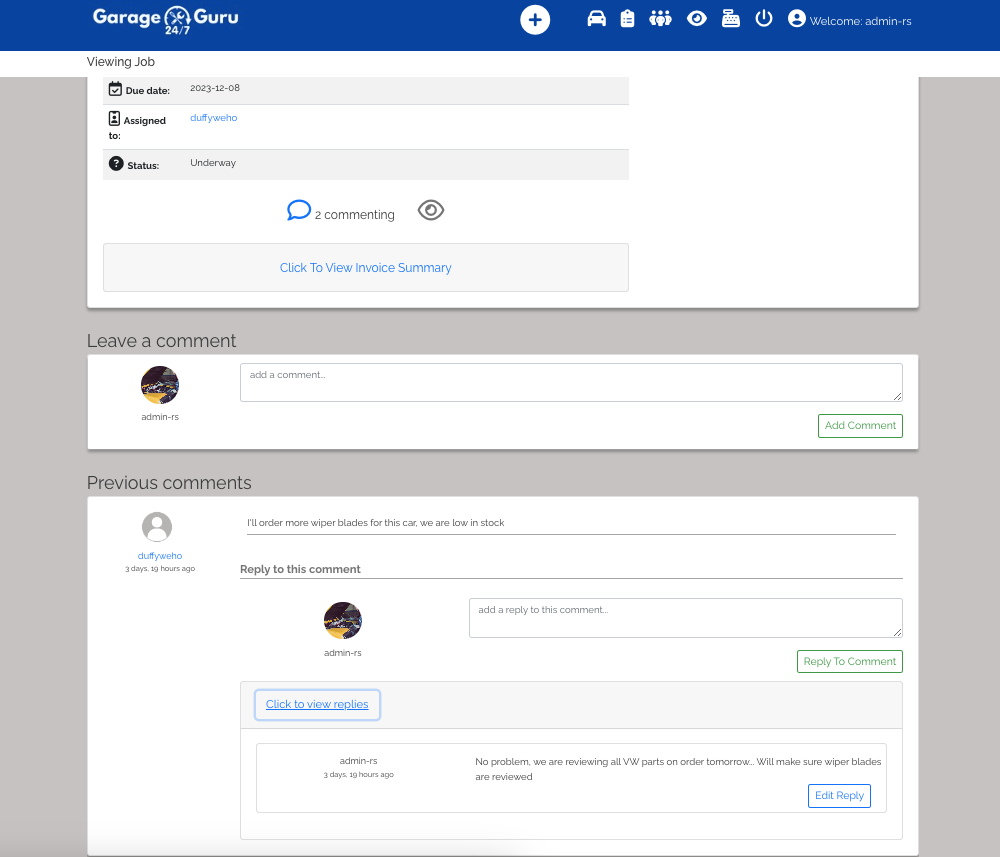 Garage Guru
24/7
Welcome: admin-rs
Viewing Job
Due date: 2023-12-08
Assigned to: duffyweho
Status: Underway
2 commenting
Click To View Invoice Summary
Leave a comment
add a comment...
admin-rs
Add Comment
Previous comments
I'll order more wiper blades for this car, we are low in stock
duffyweho
3 days, 19 hours ago
Reply to this comment
add a reply to this comment...
admin-rs
Reply To Comment
Click to view replies
admin-rs
3 days, 19 hours ago
No problem, we are reviewing all VW parts on order tomorrow... Will make sure wiper blades
are reviewed
Edit Reply